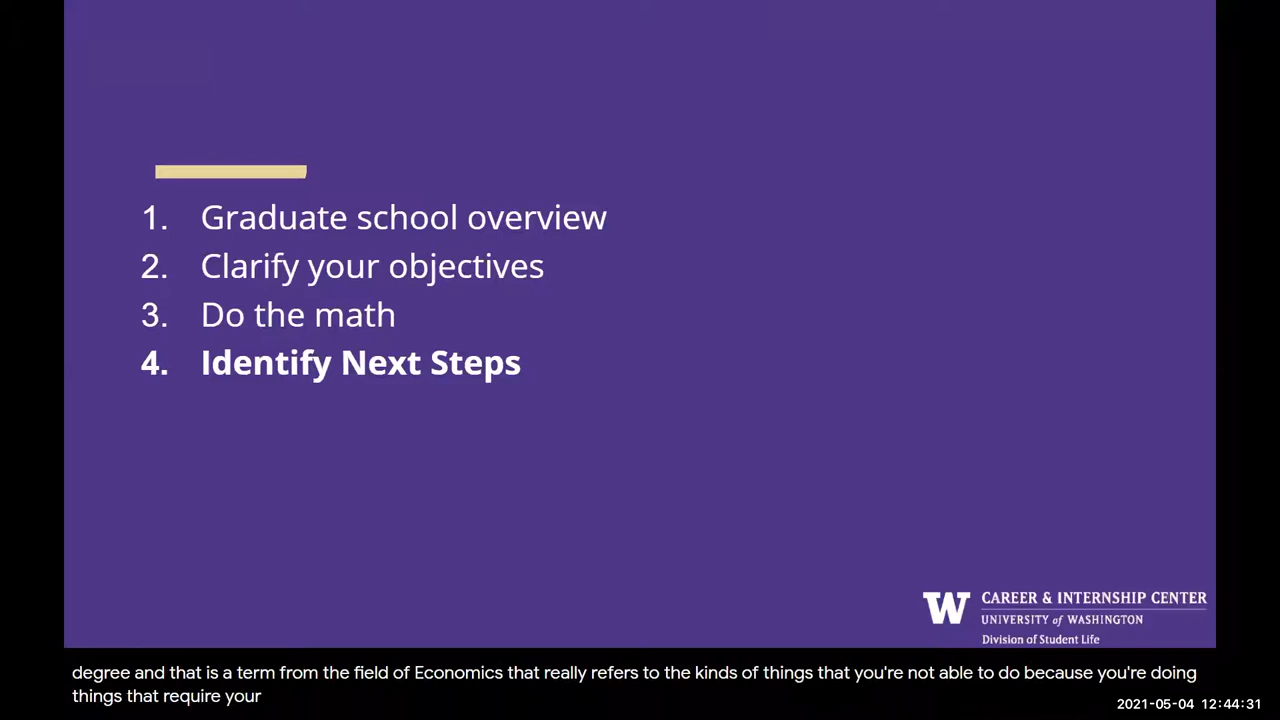 1. Graduate school overview
2. Clarify your objectives
3. Do the math
4. Identify Next Steps
W CAREER & INTERNSHIP CENTER
UNIVERSITY of WASHINGTON
Division of Student Life
degree and that is a term from the field of Economics that really refers to the kinds of things that you're not able to do because you're doing
things that require your
2021-05-04 12:44:31